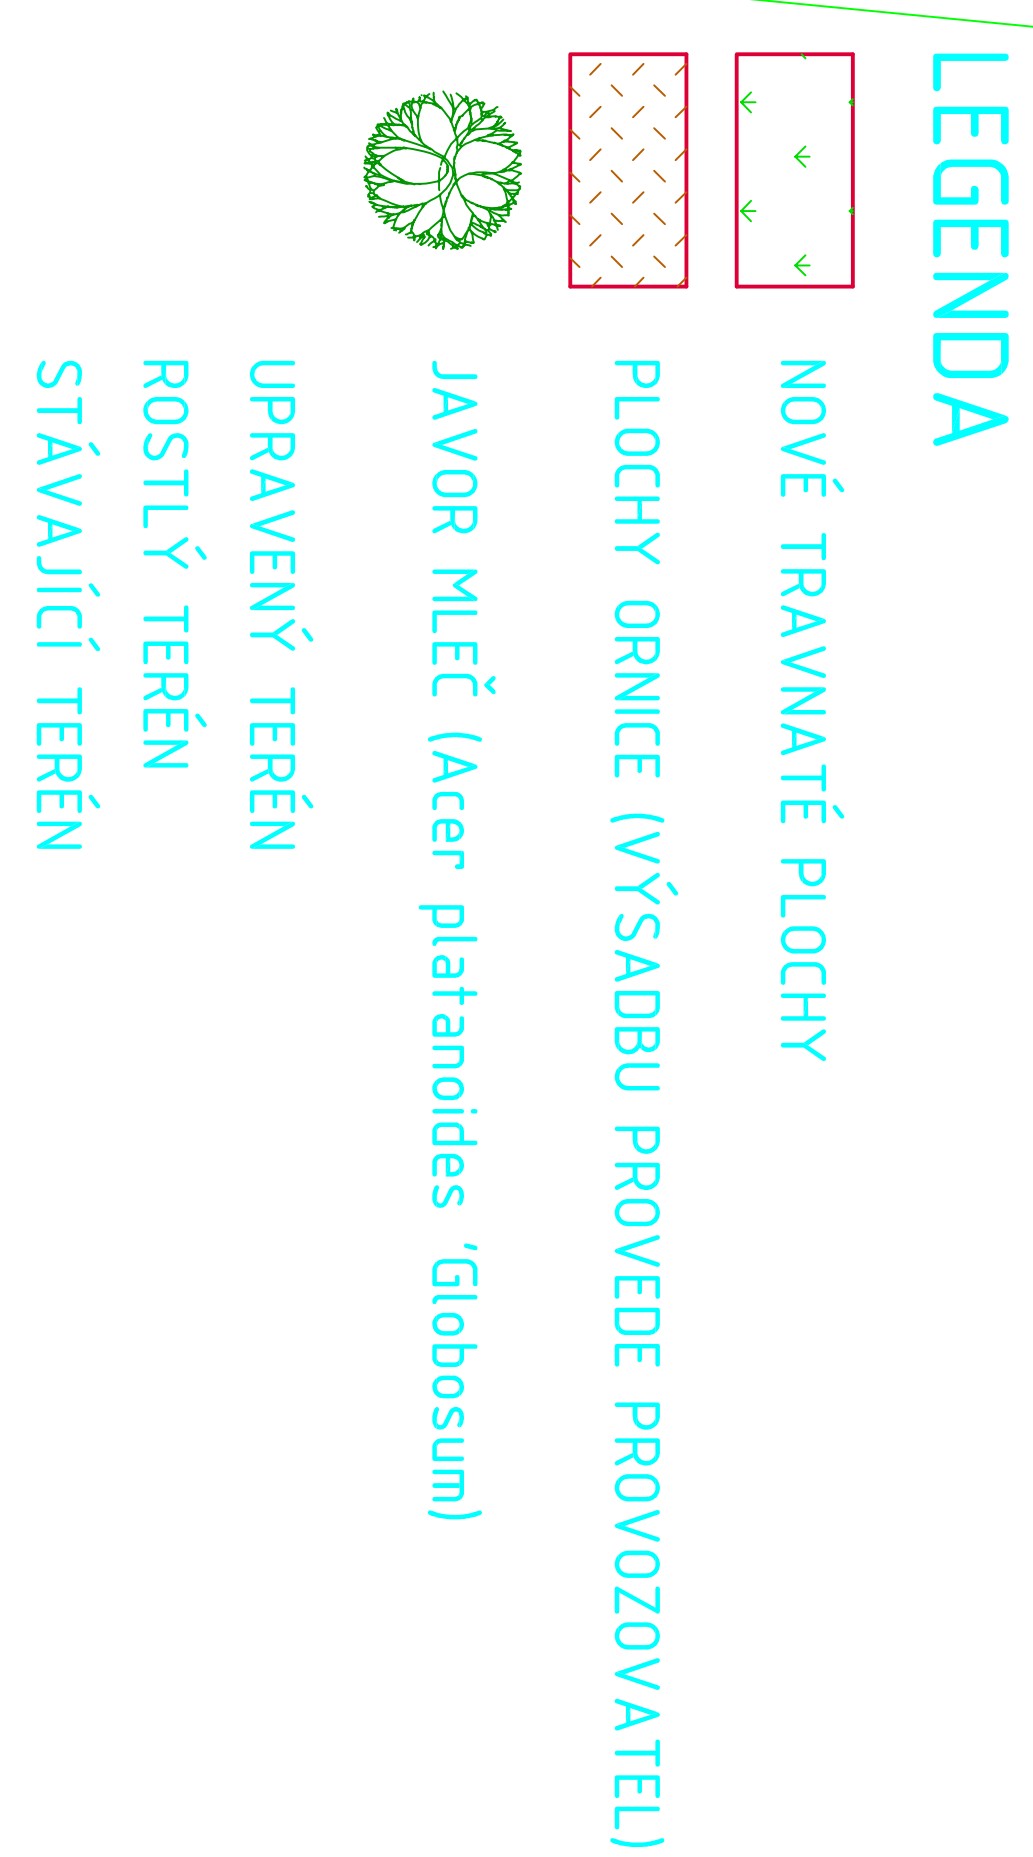 LEGENDA
NOVÉ TRAVNATÉ PLOCHY
PLOCHY ORNICE (VÝSADBU PROVEDE PROVOZOVATEL)
JAVOR MLEČ (Acer platanoides 'Globosum)
UPRAVENÝ TERÉN
ROSTLÝ TERÉN
STÁVAJÍCÍ TERÉN